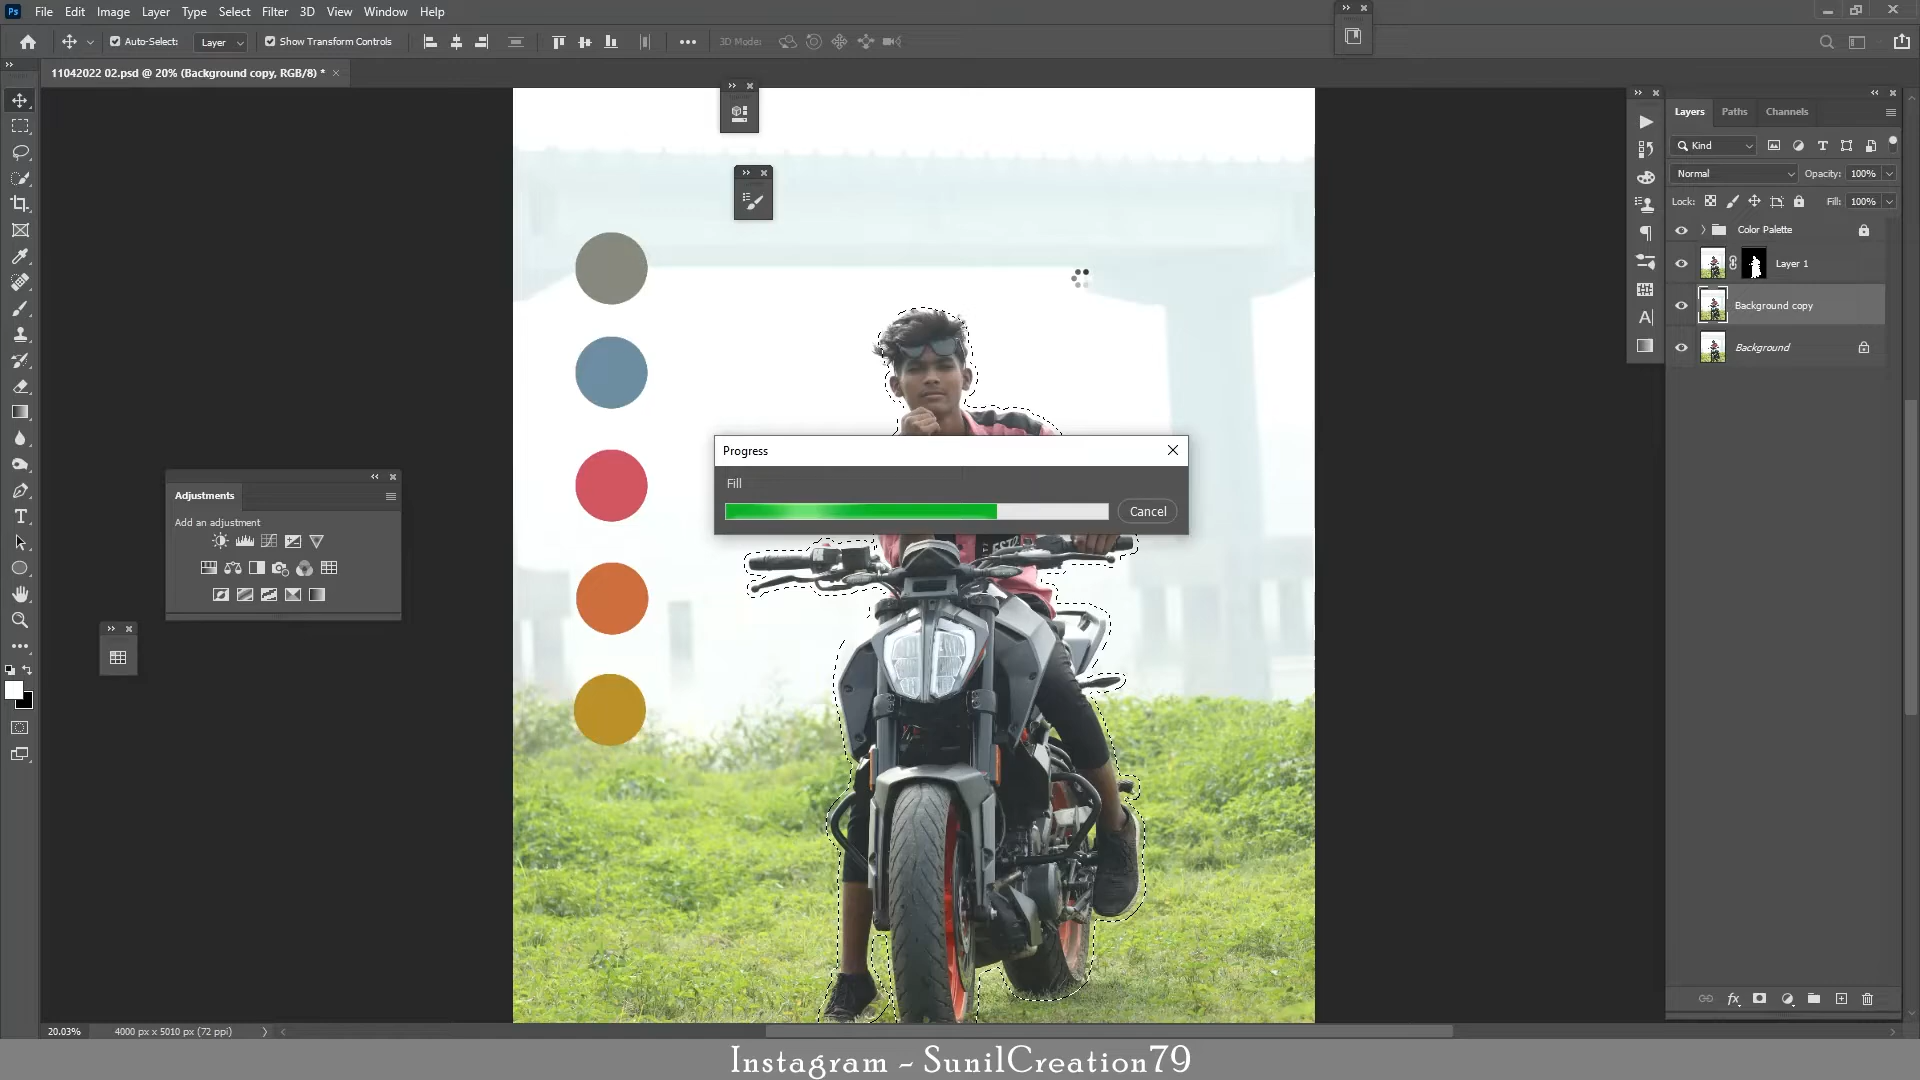 Ps File Edit Image Layer Type Select Filter 3D View Window Help
Auto-Select: Layer Show Transform Controls 3D Mode:
11042022 02.psd @ 20% (Background copy, RGB/8) *
Layers Paths Channels
Kind
Normal Opacity: 100%
Lock: Fill: 100%
Color Palette
Layer 1
Background copy
Background
Progress
Fill
Cancel
Adjustments
Add an adjustment
20.03% 4000 px x 5010 px (72 ppi)
Instagram - SunilCreation79